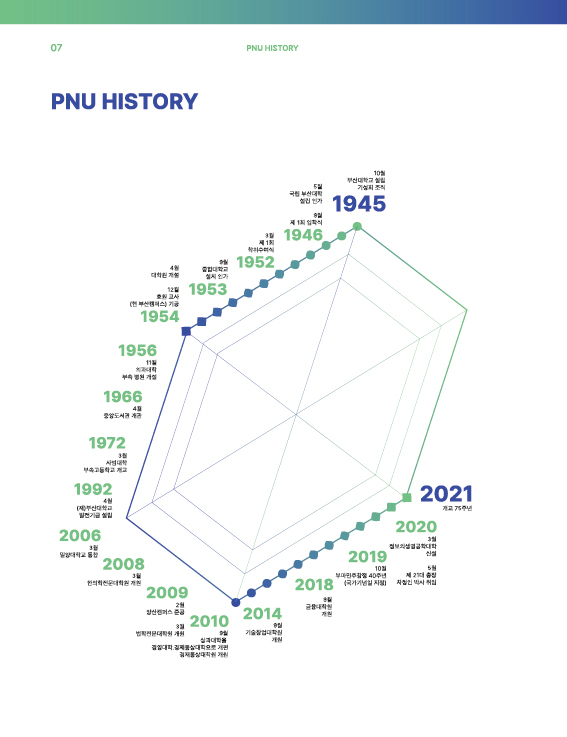 07
PNU HISTORY
PNU HISTORY
10월
부산대학교 설립
기성회 조직
1945
5월
국립 부산대학
설립 인가
9월
제 1회 입학식
1946
3월
제 1회
학위수여식
1952
9월
종합대학교
설치 인가
1953
4월
대학원 개설
12월
효원 교사
(현 부산캠퍼스) 기공
1954
1956
11월
의과대학
부속 병원 개설
1966
4월
중앙도서관 개관
1972
3월
사범대학
부속고등학교 개교
1992
4월
(재)부산대학교
발전기금 설립
2006
3월
밀양대학교 통합
2008
3월
한의학전문대학원 개원
2009
2월
양산캠퍼스 준공
3월
법학전문대학원 개원
2010
9월
상과대학을
경영대학, 경제통상대학으로 개편
경제통상대학원 개원
2014
9월
기술창업대학원
개원
2018
9월
금융대학원
개원
2019
10월
부마민주항쟁 40주년
(국가기념일 지정)
2020
3월
정보의생명공학대학
신설
5월
제 21대 총장
차정인 박사 취임
2021
개교 75주년